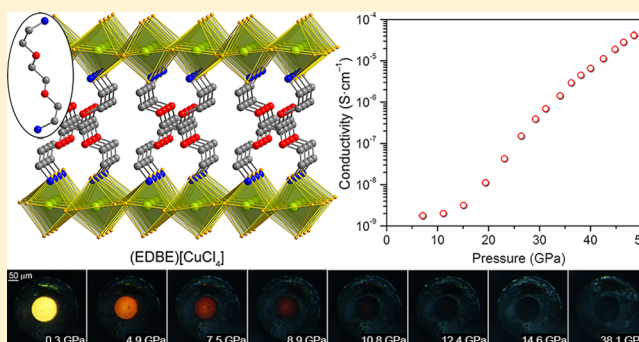 10⁻⁴
10⁻⁵
10⁻⁶
10⁻⁷
10⁻⁸
10⁻⁹
Conductivity (S·cm⁻¹)
0 10 20 30 40
Pressure (GPa)
(EDBE)[CuCl₄]
50 μm
0.3 GPa 4.9 GPa 7.5 GPa 8.9 GPa 10.8 GPa 12.4 GPa 14.6 GPa 38.1 GPa